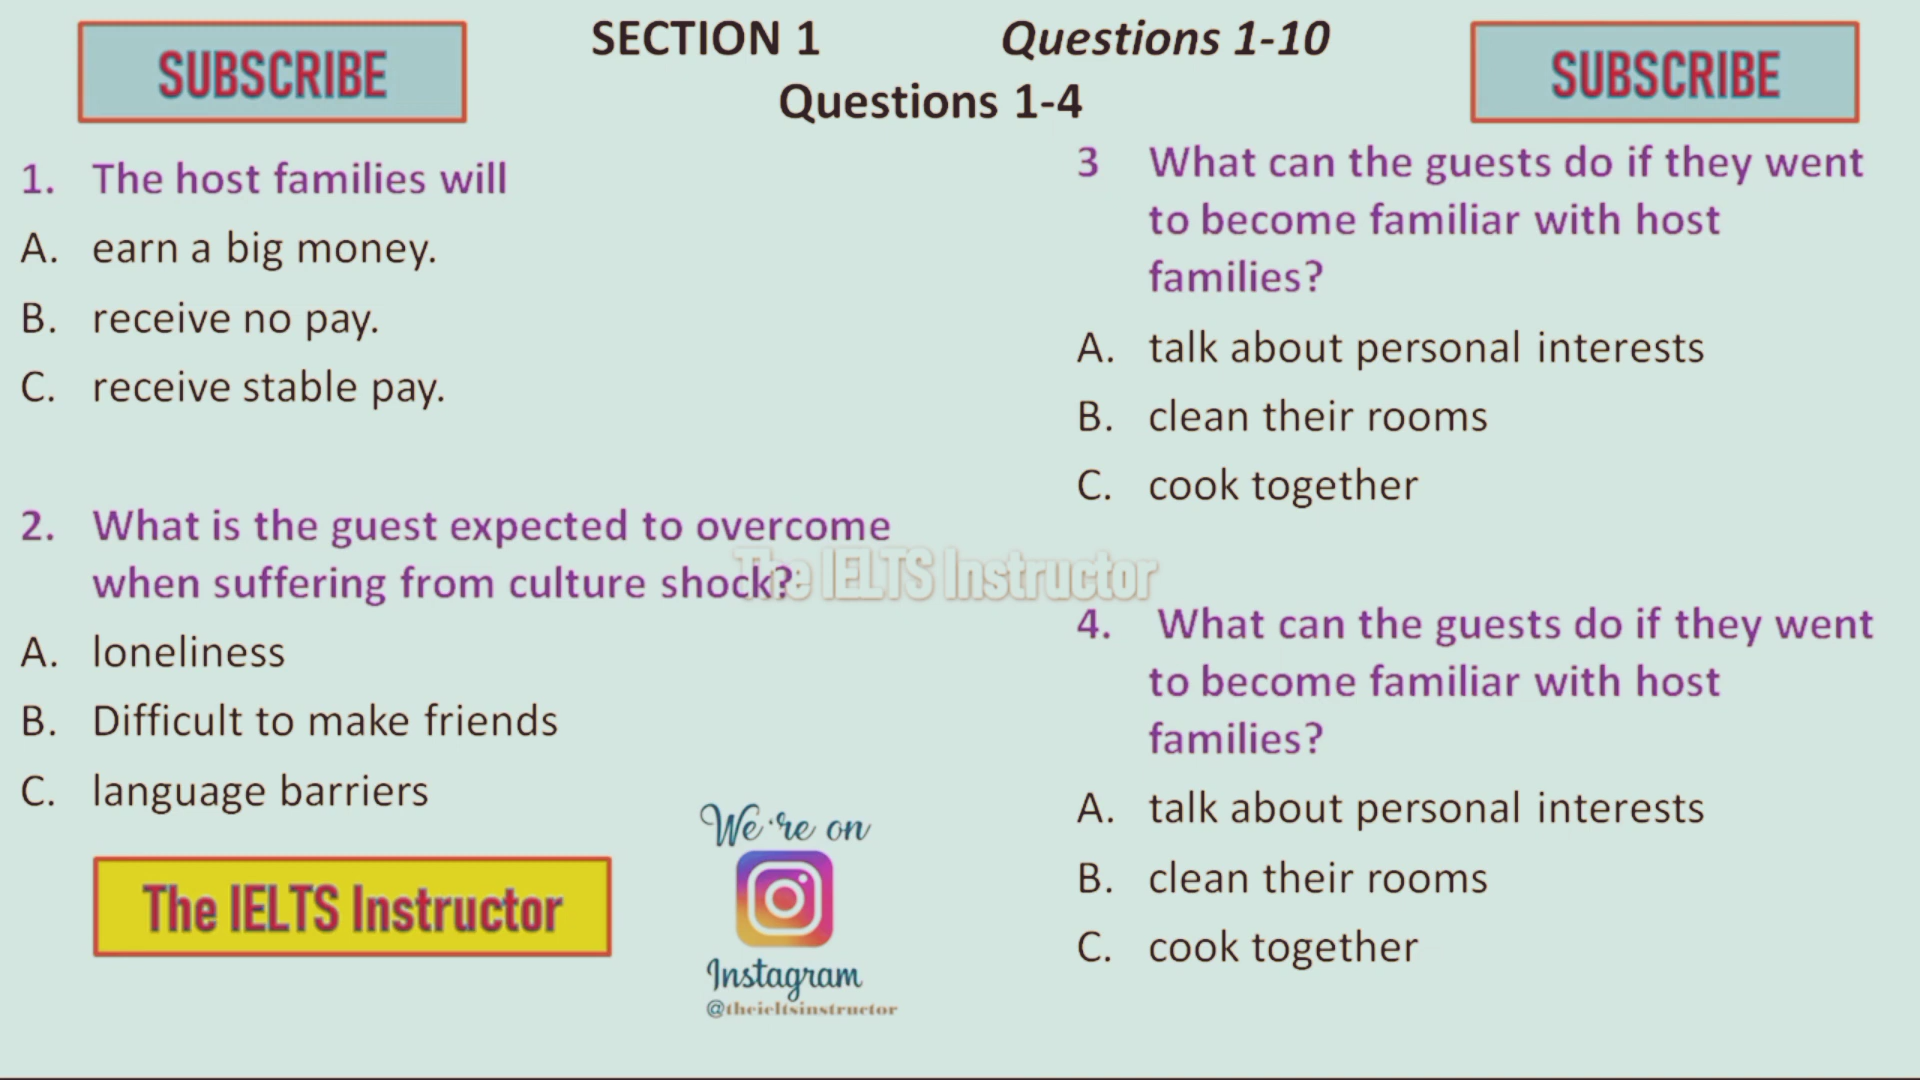 SUBSCRIBE
SECTION 1 Questions 1-10
Questions 1-4
SUBSCRIBE
1. The host families will
A. earn a big money.
B. receive no pay.
C. receive stable pay.
2. What is the guest expected to overcome
when suffering from culture shock?
A. loneliness
B. Difficult to make friends
C. language barriers
The IELTS Instructor
We're on
Instagram
@theieltsinstructor
The IELTS Instructor
3 What can the guests do if they went
to become familiar with host
families?
A. talk about personal interests
B. clean their rooms
C. cook together
4. What can the guests do if they went
to become familiar with host
families?
A. talk about personal interests
B. clean their rooms
C. cook together